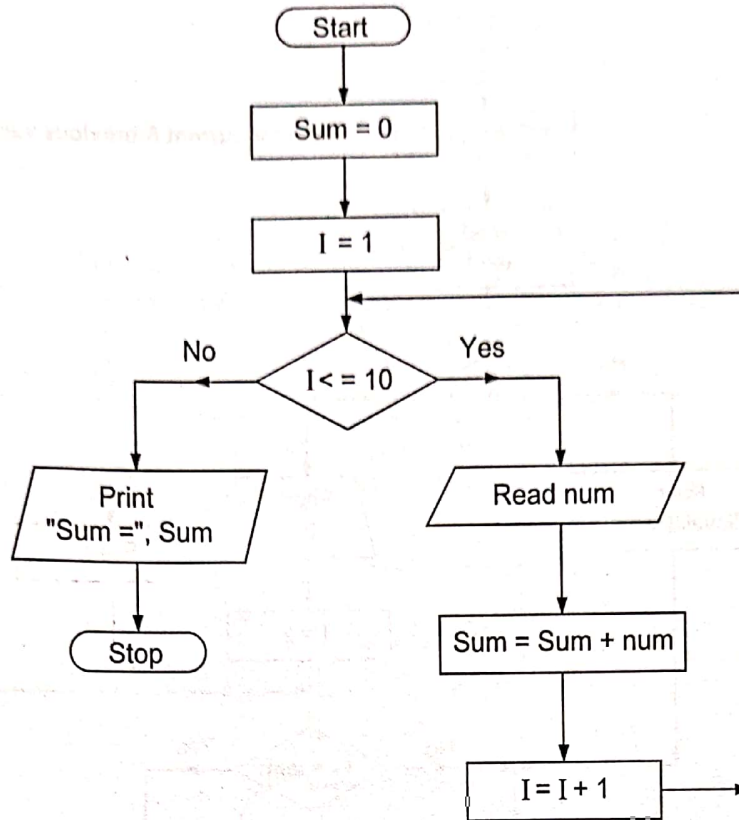 Start
Sum = 0
I = 1
No
Yes
I < = 10
Print
"Sum =", Sum
Read num
Stop
Sum = Sum + num
I = I + 1